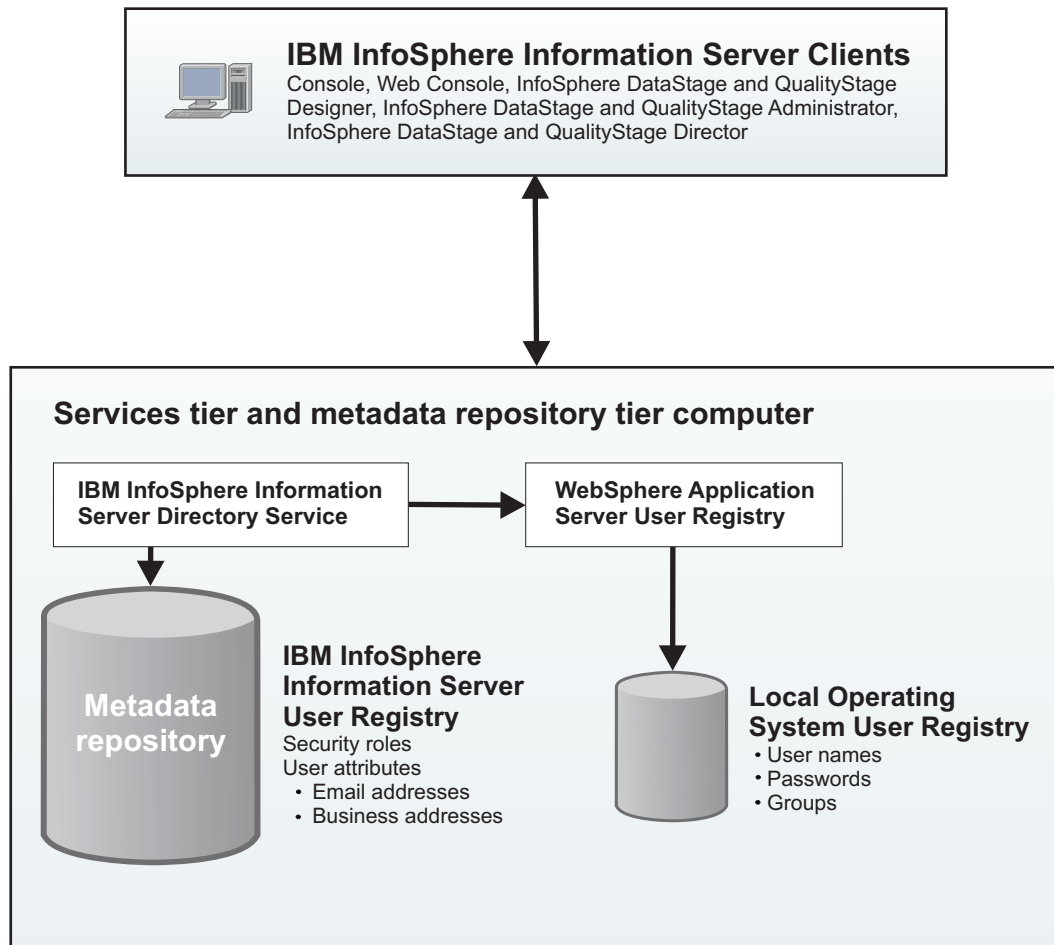 IBM InfoSphere Information Server Clients
Console, Web Console, InfoSphere DataStage and QualityStage
Designer, InfoSphere DataStage and QualityStage Administrator,
InfoSphere DataStage and QualityStage Director
Services tier and metadata repository tier computer
IBM InfoSphere Information
Server Directory Service
WebSphere Application
Server User Registry
Metadata
repository
IBM InfoSphere
Information Server
User Registry
Security roles
User attributes
• Email addresses
• Business addresses
Local Operating
System User Registry
• User names
• Passwords
• Groups